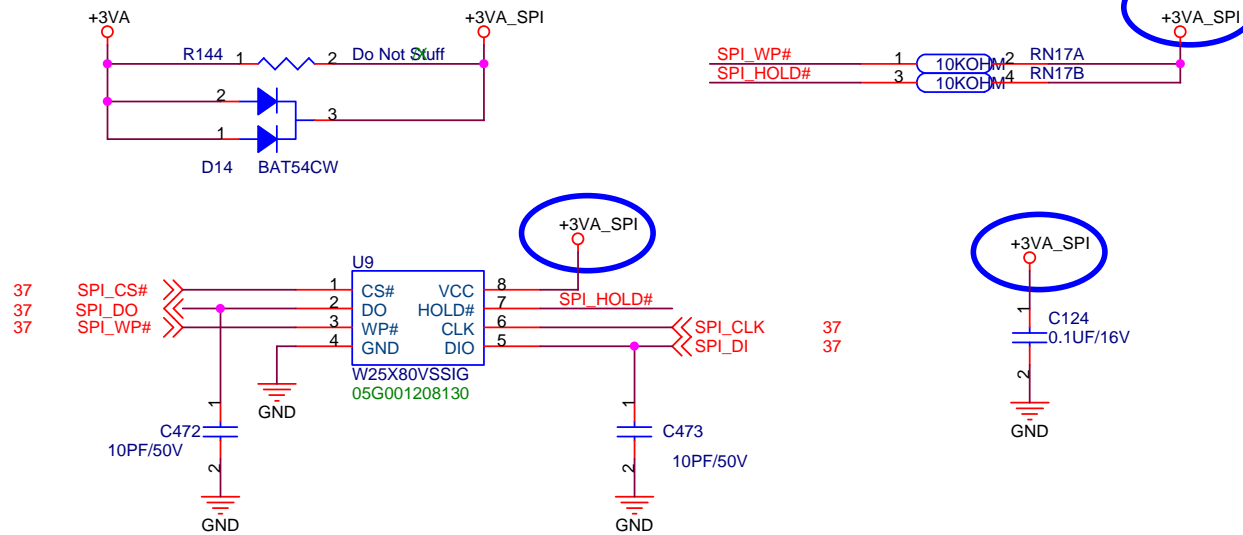 +3VA
+3VA_SPI
R144 1 2 Do Not Stuff
2
3
1
D14 BAT54CW
+3VA_SPI
SPI_WP# 1 10KOHM 2 RN17A
SPI_HOLD# 3 10KOHM 4 RN17B
+3VA_SPI
U9
37 SPI_CS# 1 CS# VCC 8
37 SPI_DO 2 DO HOLD# 7 SPI_HOLD#
37 SPI_WP# 3 WP# CLK 6 SPI_CLK 37
4 GND DIO 5 SPI_DI 37
W25X80VSSIG
05G001208130
GND
1
C472
10PF/50V
2
GND
1
C473
10PF/50V
2
GND
+3VA_SPI
1
C124
0.1UF/16V
2
GND